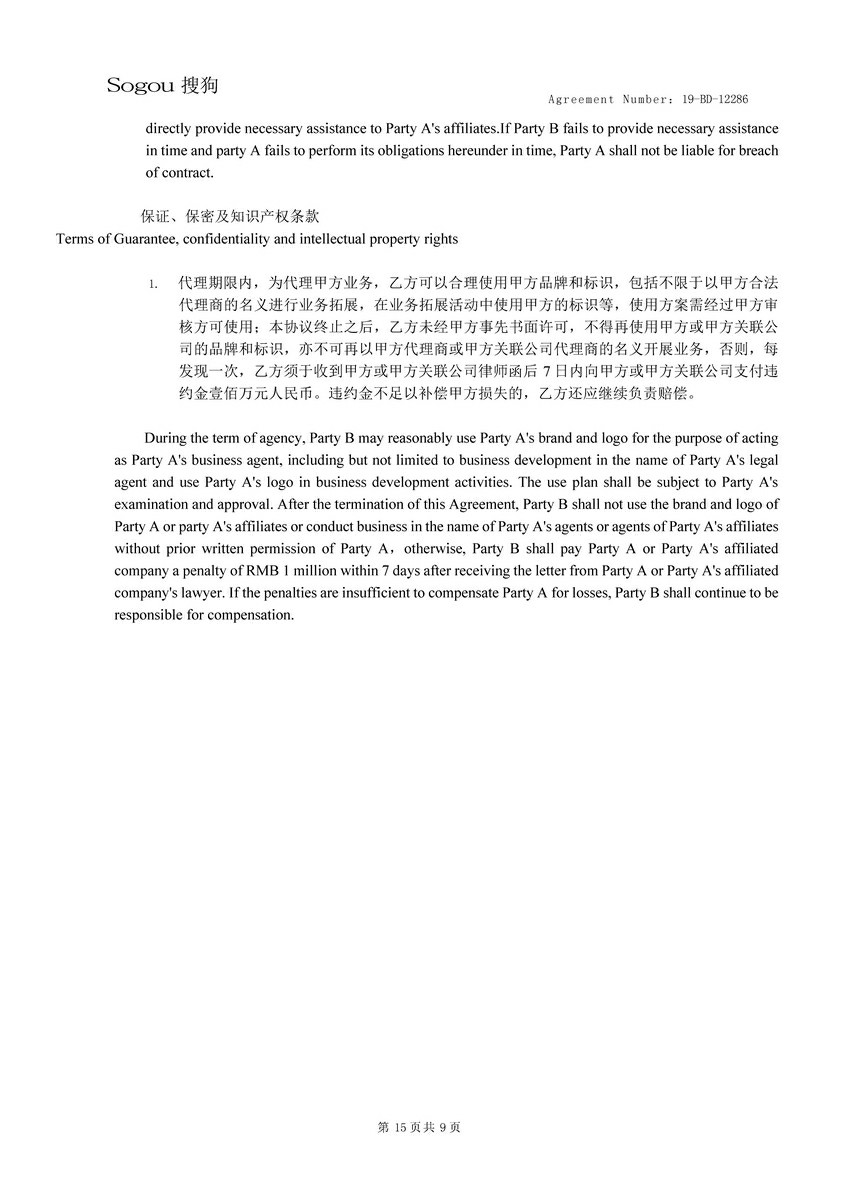 Sogou 搜狗
Agreement Number：19-BD-12286
directly provide necessary assistance to Party A's affiliates.If Party B fails to provide necessary assistance
in time and party A fails to perform its obligations hereunder in time, Party A shall not be liable for breach
of contract.
保证、保密及知识产权条款
Terms of Guarantee, confidentiality and intellectual property rights
1. 代理期限内，为代理甲方业务，乙方可以合理使用甲方品牌和标识，包括不限于以甲方合法
代理商的名义进行业务拓展，在业务拓展活动中使用甲方的标识等，使用方案需经过甲方审
核方可使用；本协议终止之后，乙方未经甲方事先书面许可，不得再使用甲方或甲方关联公
司的品牌和标识，亦不可再以甲方代理商或甲方关联公司代理商的名义开展业务，否则，每
发现一次，乙方须于收到甲方或甲方关联公司律师函后 7 日内向甲方或甲方关联公司支付违
约金壹佰万元人民币。违约金不足以补偿甲方损失的，乙方还应继续负责赔偿。
During the term of agency, Party B may reasonably use Party A's brand and logo for the purpose of acting
as Party A's business agent, including but not limited to business development in the name of Party A's legal
agent and use Party A's logo in business development activities. The use plan shall be subject to Party A's
examination and approval. After the termination of this Agreement, Party B shall not use the brand and logo of
Party A or party A's affiliates or conduct business in the name of Party A's agents or agents of Party A's affiliates
without prior written permission of Party A，otherwise, Party B shall pay Party A or Party A's affiliated
company a penalty of RMB 1 million within 7 days after receiving the letter from Party A or Party A's affiliated
company's lawyer. If the penalties are insufficient to compensate Party A for losses, Party B shall continue to be
responsible for compensation.
第 15 页共 9 页